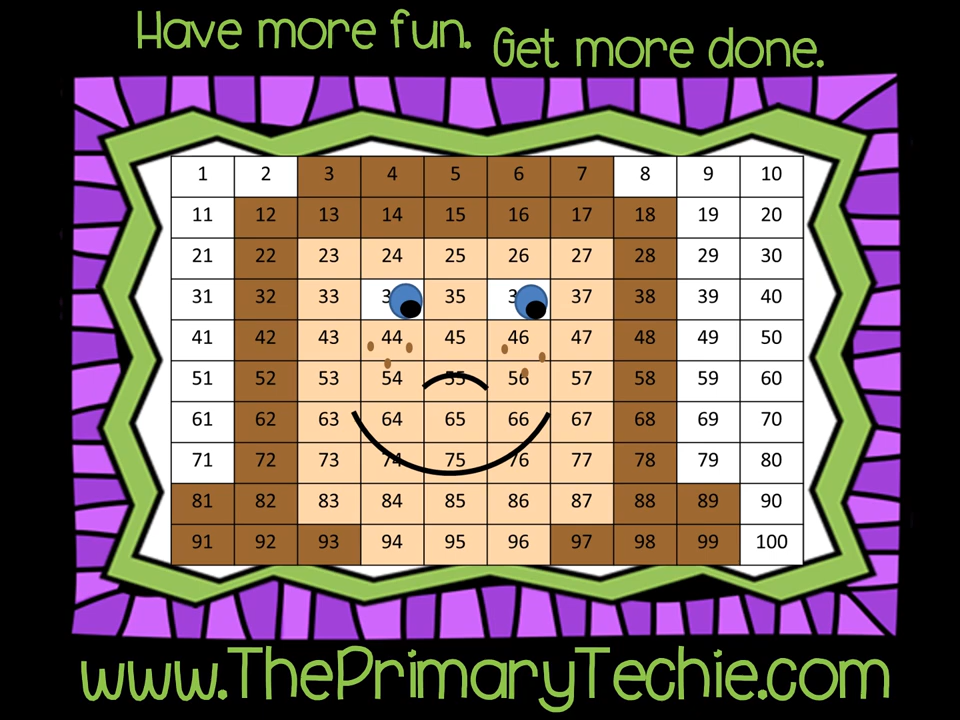 Have more fun. Get more done.
1 2 3 4 5 6 7 8 9 10
11 12 13 14 15 16 17 18 19 20
21 22 23 24 25 26 27 28 29 30
31 32 33 35 37 38 39 40
41 42 43 44 45 46 47 48 49 50
51 52 53 54 55 56 57 58 59 60
61 62 63 64 65 66 67 68 69 70
71 72 73 74 75 76 77 78 79 80
81 82 83 84 85 86 87 88 89 90
91 92 93 94 95 96 97 98 99 100
www.ThePrimaryTechie.com